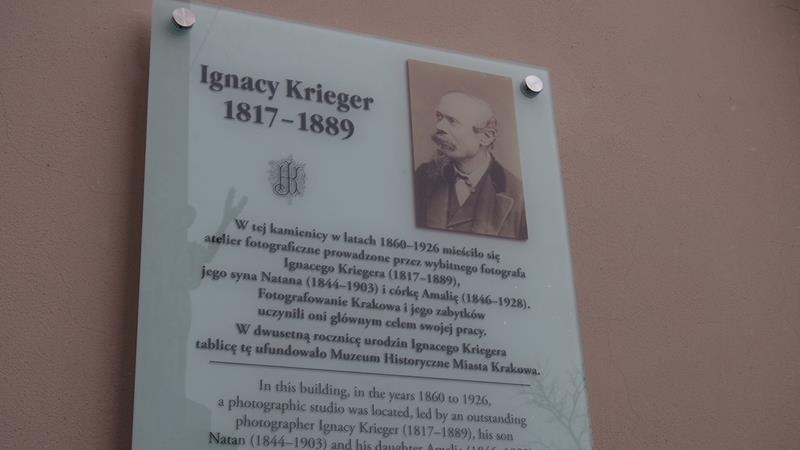 Ignacy Krieger
1817–1889
IK
W tej kamienicy w latach 1860–1926 mieściło się
atelier fotograficzne prowadzone przez wybitnego fotografa
Ignacego Kriegera (1817–1889),
jego syna Natana (1844–1903) i córkę Amalię (1846–1928).
Fotografowanie Krakowa i jego zabytków
uczynili oni głównym celem swojej pracy.
W dwusetną rocznicę urodzin Ignacego Kriegera
tablicę tę ufundowało Muzeum Historyczne Miasta Krakowa.
In this building, in the years 1860 to 1926,
a photographic studio was located, led by an outstanding
photographer Ignacy Krieger (1817–1889), his son
Natan (1844–1903) and his daughter Amalie